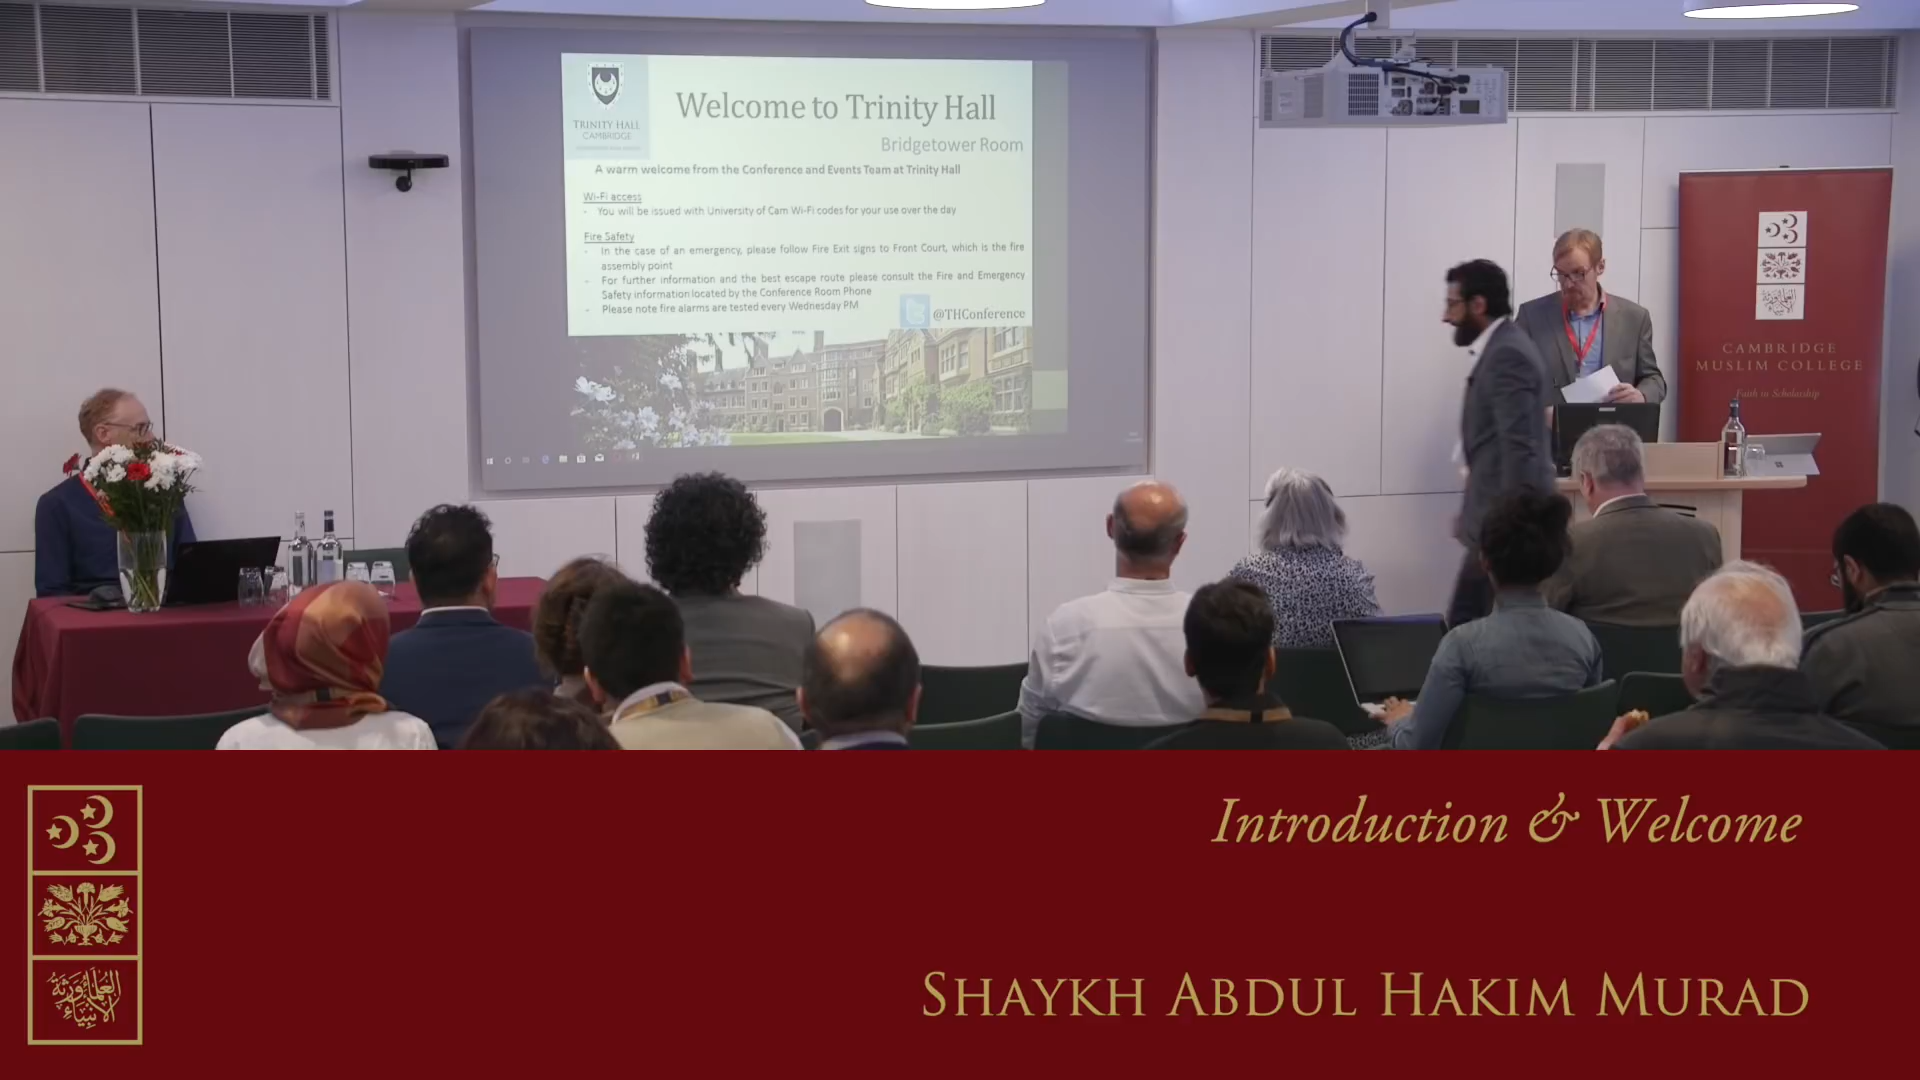 TRINITY HALL
CAMBRIDGE
Welcome to Trinity Hall
Bridgetower Room
A warm welcome from the Conference and Events Team at Trinity Hall
Wi-Fi access
- You will be issued with University of Cam Wi-Fi codes for your use over the day
Fire Safety
- In the case of an emergency, please follow Fire Exit signs to Front Court, which is the fire
assembly point
- For further information and the best escape route please consult the Fire and Emergency
Safety information located by the Conference Room Phone
- Please note fire alarms are tested every Wednesday PM
@THConference
CAMBRIDGE
MUSLIM COLLEGE
Faith in Scholarship
Introduction & Welcome
العلماء ورثة
الأنبياء
SHAYKH ABDUL HAKIM MURAD